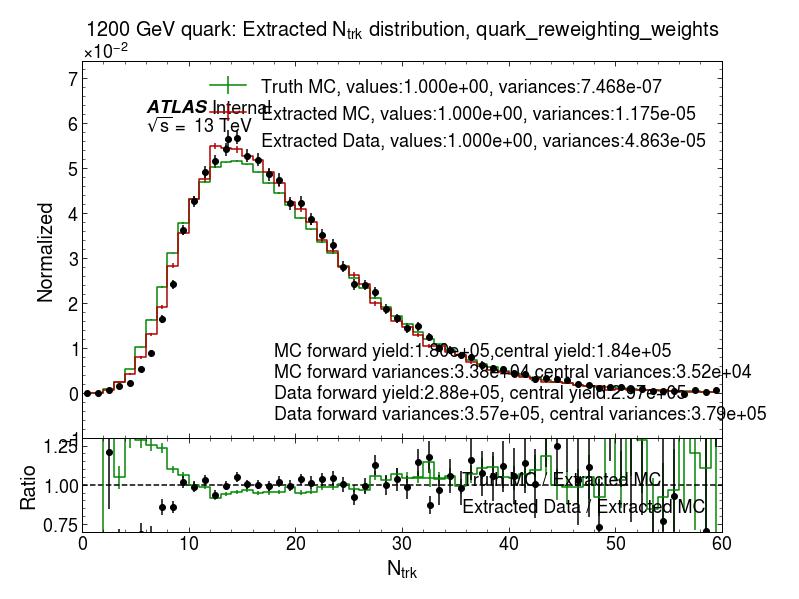 1200 GeV quark: Extracted Ntrk distribution, quark_reweighting_weights
×10−2
Truth MC, values:1.000e+00, variances:7.468e-07
ATLAS Internal
Extracted MC, values:1.000e+00, variances:1.175e-05
√s = 13 TeV
Extracted Data, values:1.000e+00, variances:4.863e-05
7
6
5
4
3
2
1
0
Normalized
MC forward yield:1.80e+05,central yield:1.84e+05
MC forward variances:3.38e+04,central variances:3.52e+04
Data forward yield:2.88e+05, central yield:2.97e+05
Data forward variances:3.57e+05, central variances:3.79e+05
1.25
1.00
0.75
Ratio
Truth MC / Extracted MC
Extracted Data / Extracted MC
0 10 20 30 40 50 60
Ntrk